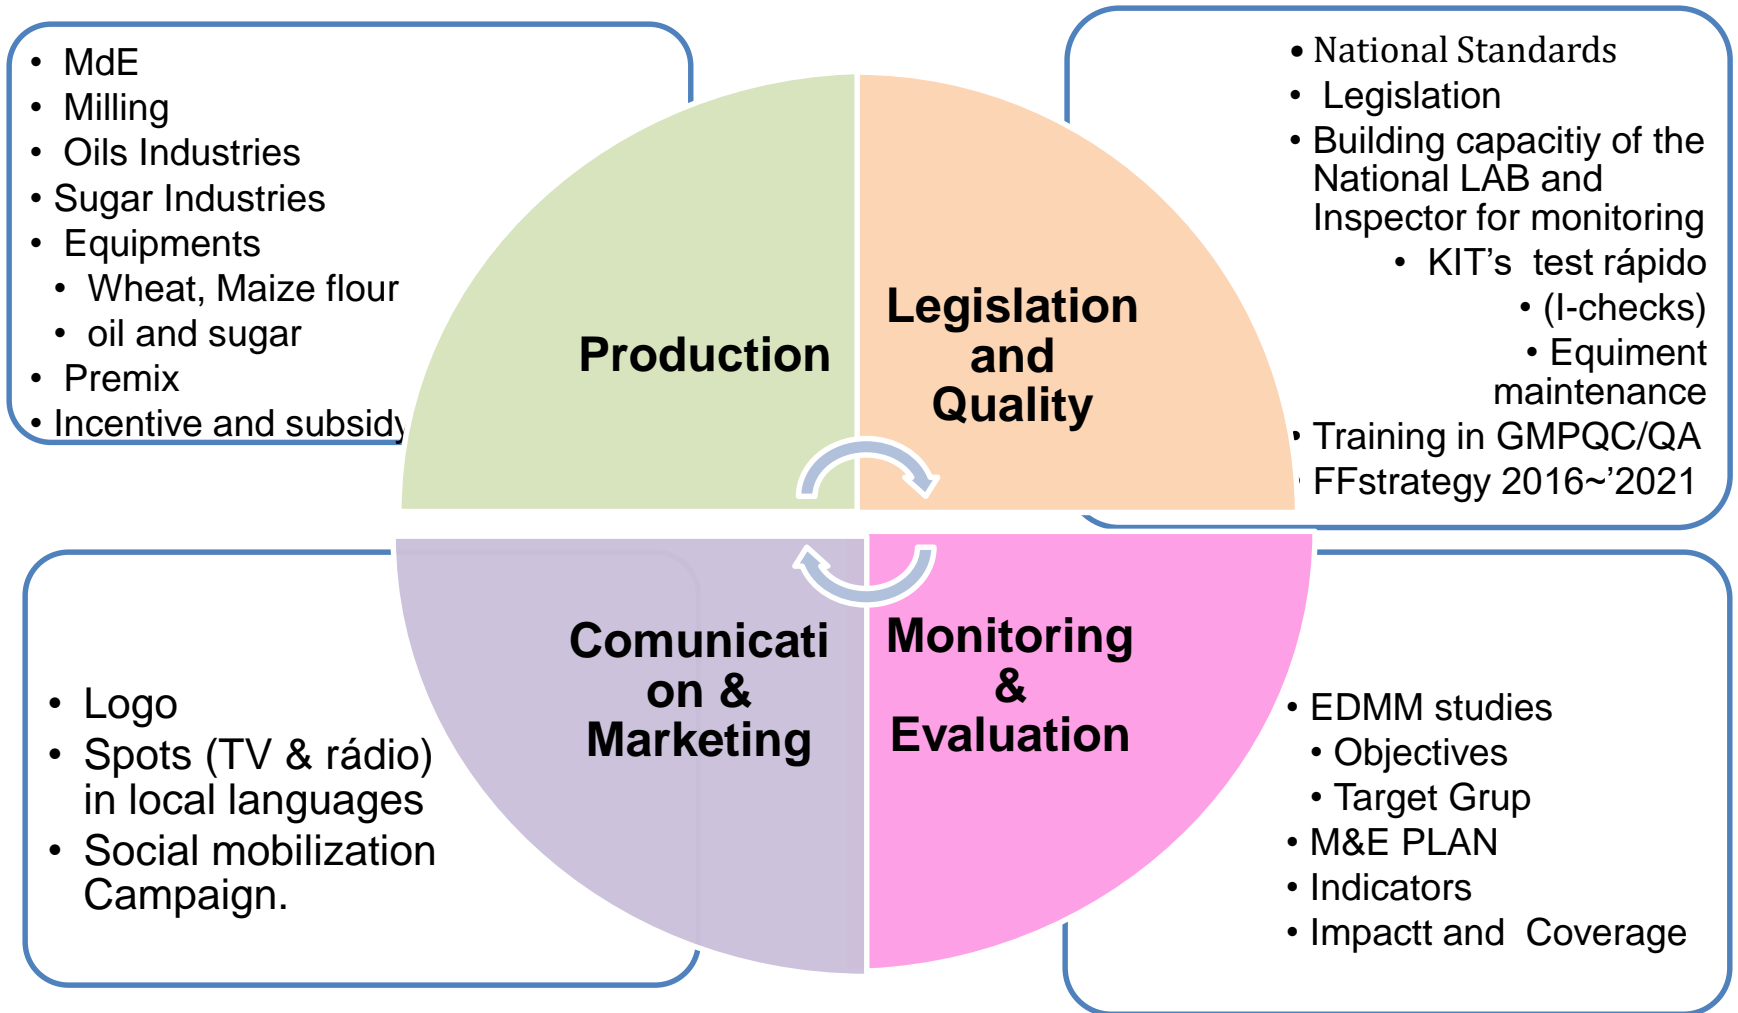 • MdE
• Milling
• Oils Industries
• Sugar Industries
• Equipments
• Wheat, Maize flour
• oil and sugar
• Premix
• Incentive and subsidy
Production
Legislation
and
Quality
• National Standards
• Legislation
• Building capacitiy of the
National LAB and
Inspector for monitoring
• KIT’s test rápido
• (I-checks)
• Equiment
maintenance
• Training in GMPQC/QA
• FFstrategy 2016~’2021
• Logo
• Spots (TV & rádio)
in local languages
• Social mobilization
Campaign.
Comunicati
on &
Marketing
Monitoring
&
Evaluation
• EDMM studies
• Objectives
• Target Grup
• M&E PLAN
• Indicators
• Impactt and Coverage